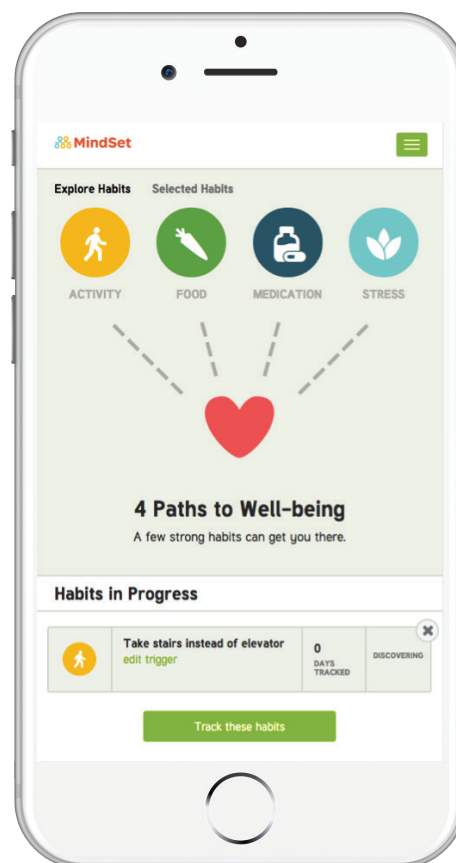 MindSet
Explore Habits Selected Habits
ACTIVITY FOOD MEDICATION STRESS
4 Paths to Well-being
A few strong habits can get you there.
Habits in Progress
Take stairs instead of elevator
edit trigger
0
DAYS
TRACKED
DISCOVERING
Track these habits